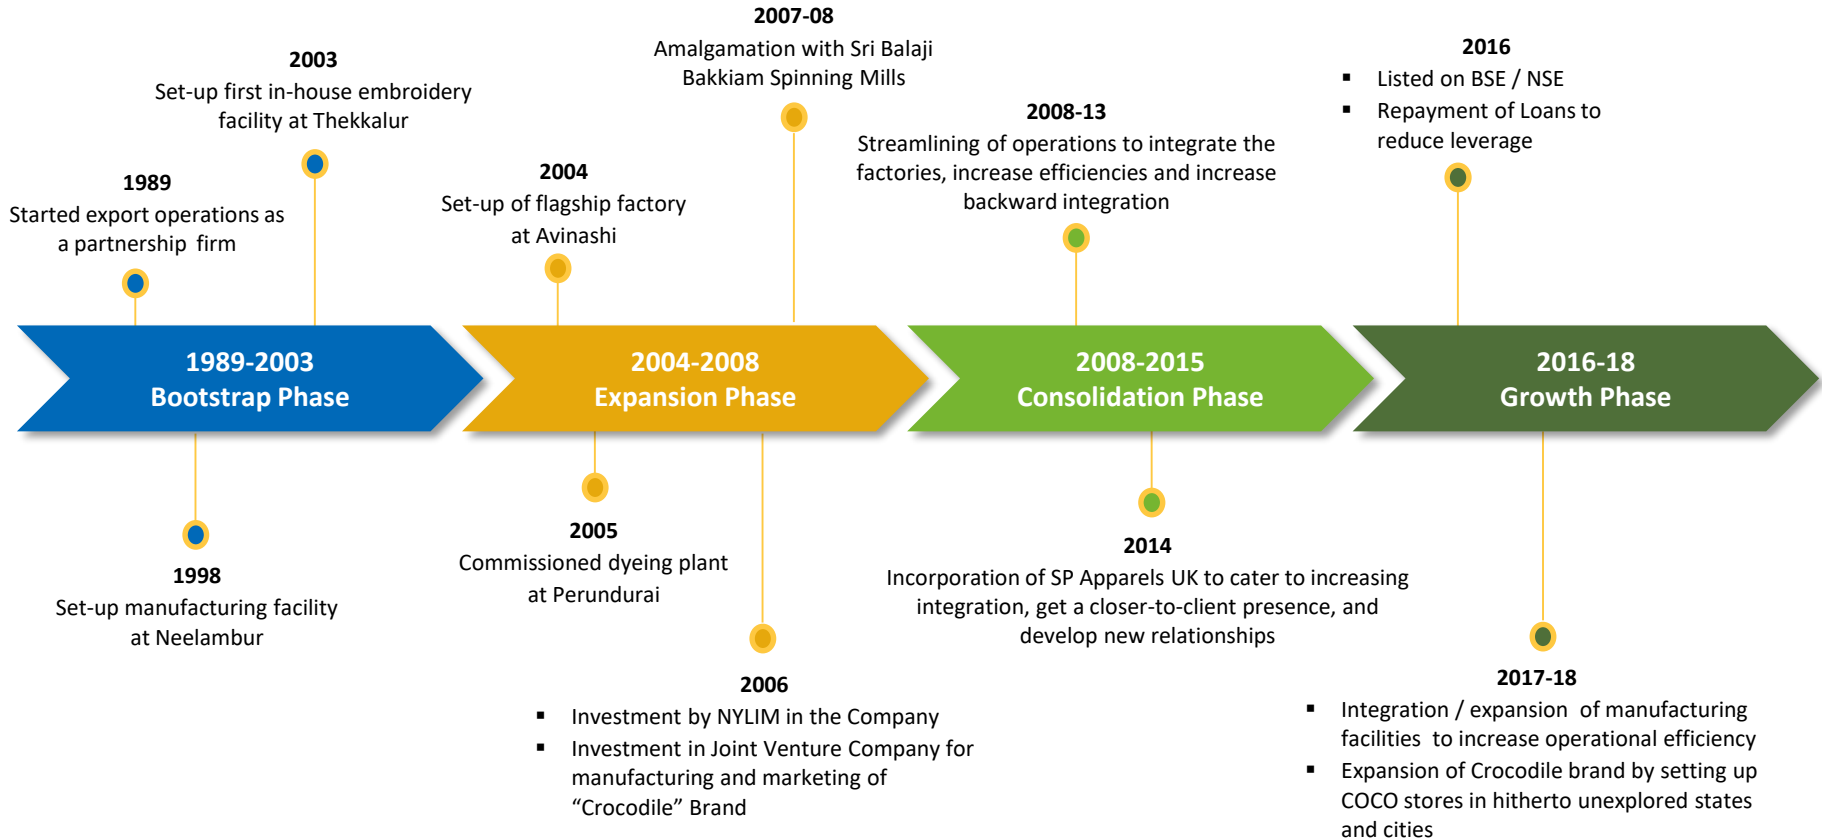 2007-08
Amalgamation with Sri Balaji
Bakkiam Spinning Mills
2003
Set-up first in-house embroidery
facility at Thekkalur
2016
▪ Listed on BSE / NSE
▪ Repayment of Loans to
reduce leverage
2008-13
Streamlining of operations to integrate the
factories, increase efficiencies and increase
backward integration
1989
Started export operations as
a partnership firm
2004
Set-up of flagship factory
at Avinashi
1989-2003
Bootstrap Phase
2004-2008
Expansion Phase
2008-2015
Consolidation Phase
2016-18
Growth Phase
1998
Set-up manufacturing facility
at Neelambur
2005
Commissioned dyeing plant
at Perundurai
2014
Incorporation of SP Apparels UK to cater to increasing
integration, get a closer-to-client presence, and
develop new relationships
2006
▪ Investment by NYLIM in the Company
▪ Investment in Joint Venture Company for
manufacturing and marketing of
“Crocodile” Brand
2017-18
▪ Integration / expansion of manufacturing
facilities to increase operational efficiency
▪ Expansion of Crocodile brand by setting up
COCO stores in hitherto unexplored states
and cities